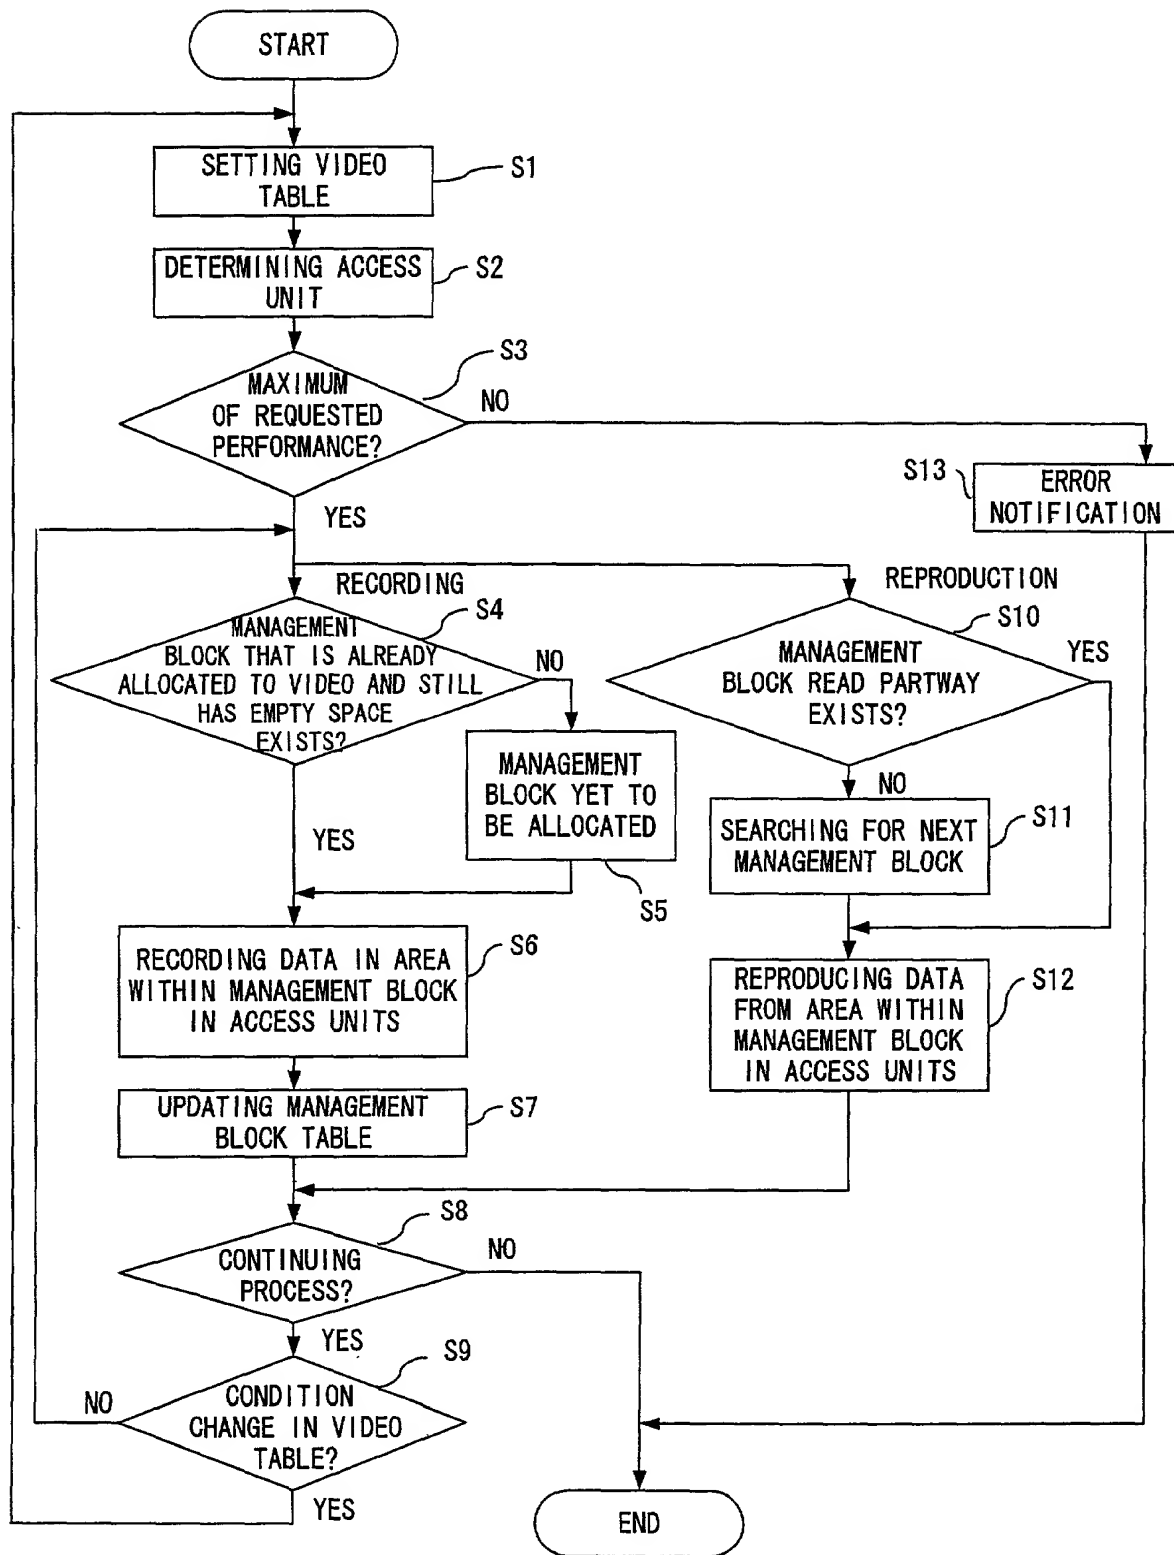 START
SETTING VIDEO
TABLE
S1
DETERMINING ACCESS
UNIT
S2
S3
MAXIMUM
OF REQUESTED
PERFORMANCE?
NO
YES
S13
ERROR
NOTIFICATION
RECORDING
REPRODUCTION
S4
MANAGEMENT
BLOCK THAT IS ALREADY
ALLOCATED TO VIDEO AND STILL
HAS EMPTY SPACE
EXISTS?
NO
YES
S10
MANAGEMENT
BLOCK READ PARTWAY
EXISTS?
YES
NO
MANAGEMENT
BLOCK YET TO
BE ALLOCATED
S5
SEARCHING FOR NEXT
MANAGEMENT BLOCK
S11
RECORDING DATA IN AREA
WITHIN MANAGEMENT BLOCK
IN ACCESS UNITS
S6
REPRODUCING DATA
FROM AREA WITHIN
MANAGEMENT BLOCK
IN ACCESS UNITS
S12
UPDATING MANAGEMENT
BLOCK TABLE
S7
S8
CONTINUING
PROCESS?
NO
YES
S9
CONDITION
CHANGE IN VIDEO
TABLE?
NO
YES
END